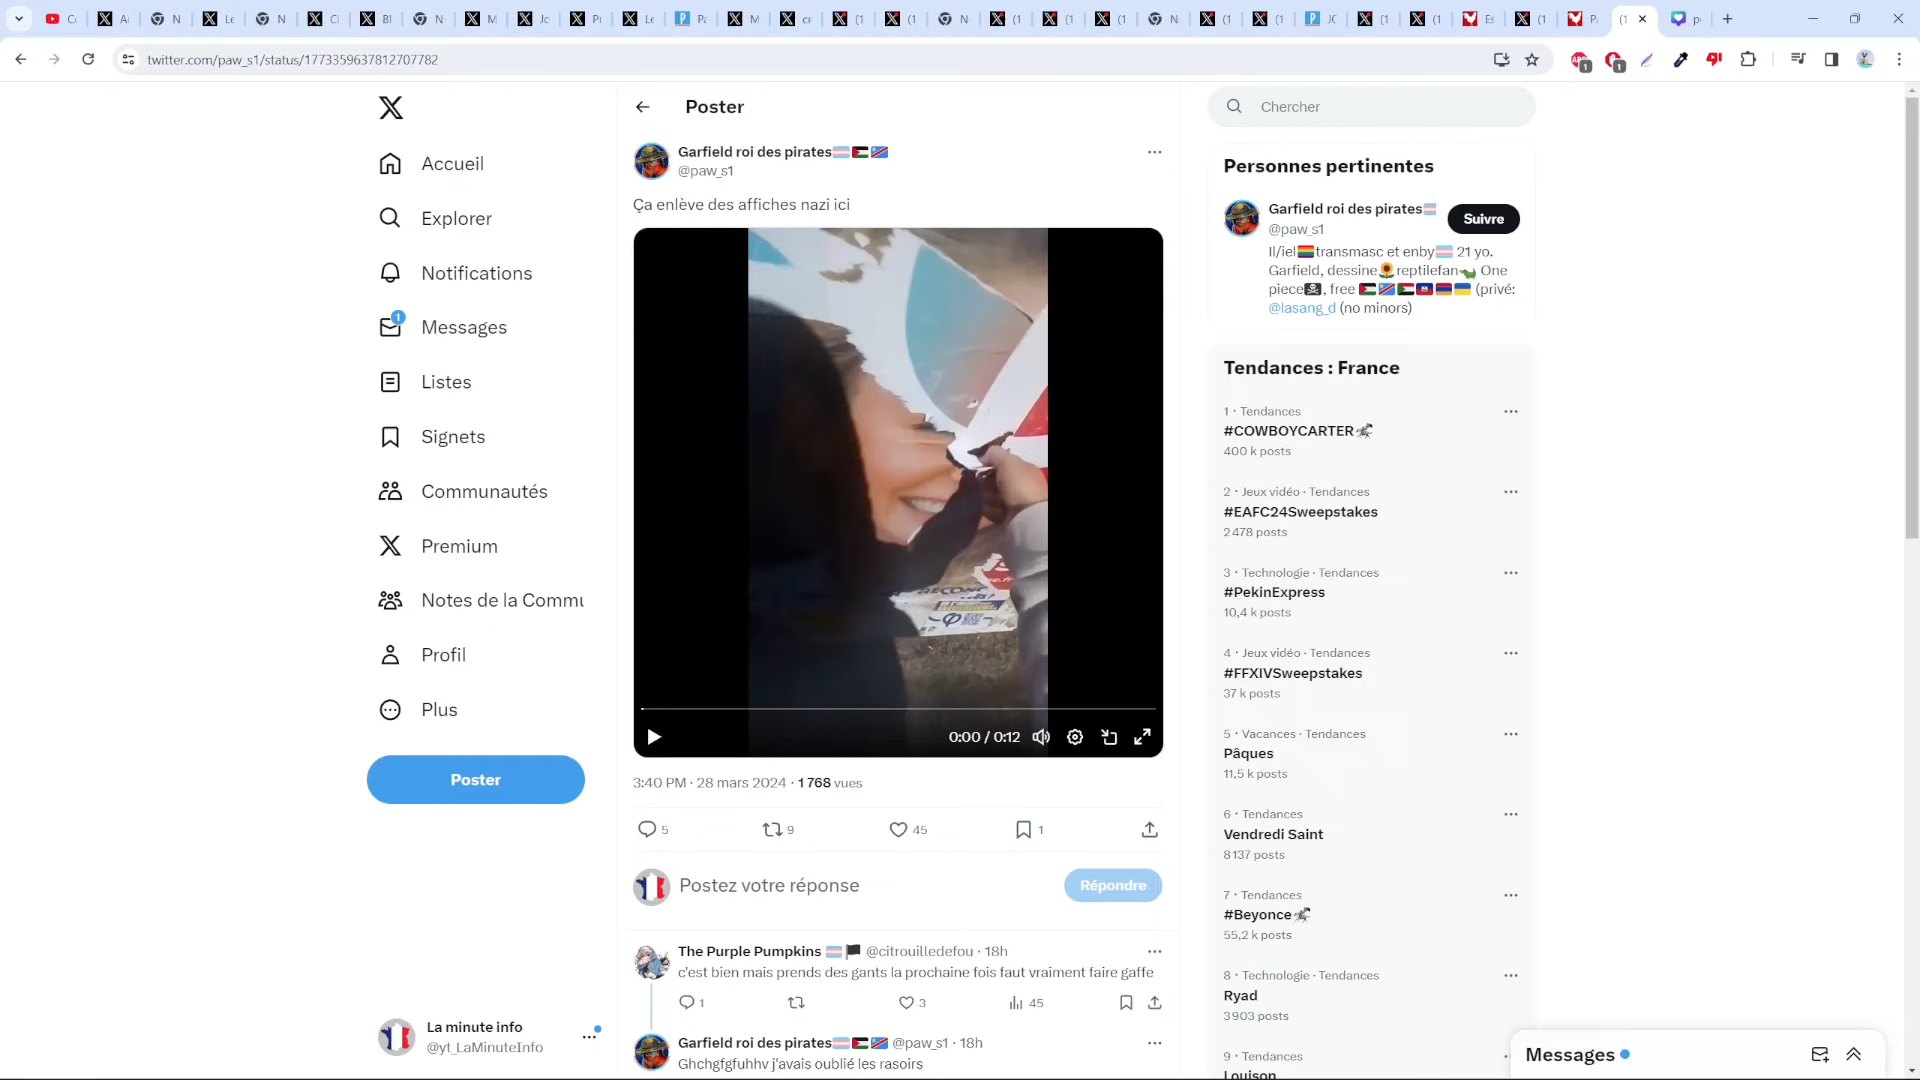 twitter.com/paw_s1/status/1773359637812707782
Accueil
Explorer
Notifications
1
Messages
Listes
Signets
Communautés
Premium
Notes de la Commu
Profil
Plus
Poster
La minute info
@yt_LaMinuteInfo
Poster
Garfield roi des pirates
@paw_s1
Ça enlève des affiches nazi ici
0:00 / 0:12
3:40 PM · 28 mars 2024 · 1 768 vues
5 9 45 1
Postez votre réponse
Répondre
The Purple Pumpkins @citrouilledefou · 18h
c'est bien mais prends des gants la prochaine fois faut vraiment faire gaffe
1 3 45
Garfield roi des pirates @paw_s1 · 18h
Ghchgfgfuhhv j'avais oublié les rasoirs
Chercher
Personnes pertinentes
Garfield roi des pirates
@paw_s1
Suivre
Il/iel transmasc et enby 21 yo.
Garfield, dessine reptilefan One
piece, free (privé:
@lasang_d (no minors)
Tendances : France
1 · Tendances
#COWBOYCARTER
400 k posts
2 · Jeux vidéo · Tendances
#EAFC24Sweepstakes
2 478 posts
3 · Technologie · Tendances
#PekinExpress
10,4 k posts
4 · Jeux vidéo · Tendances
#FFXIVSweepstakes
37 k posts
5 · Vacances · Tendances
Pâques
11,5 k posts
6 · Tendances
Vendredi Saint
8 137 posts
7 · Tendances
#Beyonce
55,2 k posts
8 · Technologie · Tendances
Ryad
3 903 posts
9 · Tendances
Louison
Messages